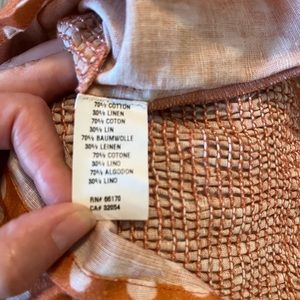 70% COTTON
30% LINEN
70% COTON
30% LIN
70% BAUMWOLLE
30% LEINEN
70% COTONE
30% LINO
70% ALGODON
30% LINO
RN# 66170
CA# 32054